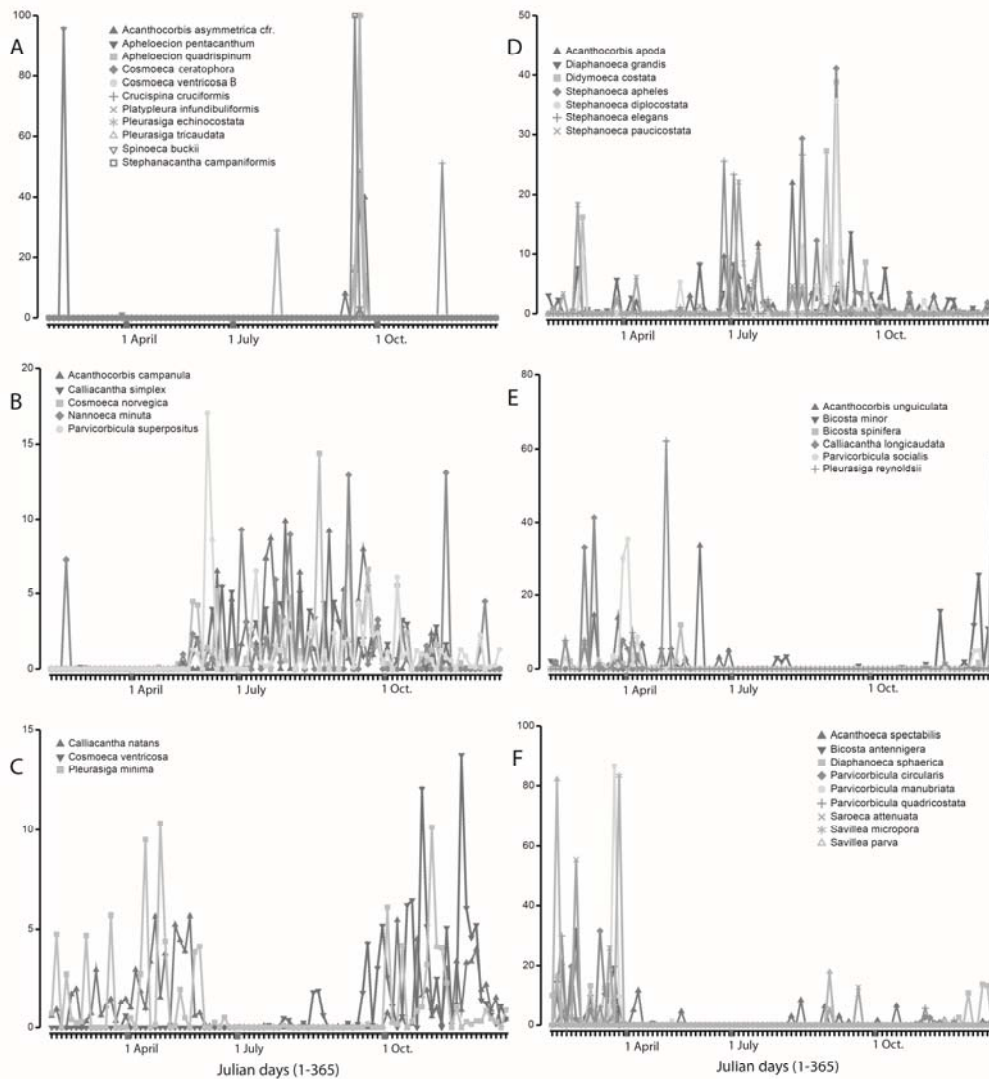 A
100
80
60
40
20
0
Acanthocorbis asymmetrica cfr.
Apheloecion pentacanthum
Apheloecion quadrispinum
Cosmoeca ceratophora
Cosmoeca ventricosa B
Crucispina cruciformis
Platypleura infundibuliformis
Pleurasiga echinocostata
Pleurasiga tricaudata
Spinoeca buckii
Stephanacantha campaniformis
1 April
1 July
1 Oct.
B
20
15
10
5
0
Acanthocorbis campanula
Calliacantha simplex
Cosmoeca norvegica
Nannoeca minuta
Parvicorbicula superpositus
1 April
1 July
1 Oct.
C
15
10
5
0
Calliacantha natans
Cosmoeca ventricosa
Pleurasiga minima
1 April
1 July
1 Oct.
Julian days (1-365)
D
50
40
30
20
10
0
Acanthocorbis apoda
Diaphanoeca grandis
Didymoeca costata
Stephanoeca apheles
Stephanoeca diplocostata
Stephanoeca elegans
Stephanoeca paucicostata
1 April
1 July
1 Oct.
E
80
60
40
20
0
Acanthocorbis unguiculata
Bicosta minor
Bicosta spinifera
Calliacantha longicaudata
Parvicorbicula socialis
Pleurasiga reynoldsii
1 April
1 July
1 Oct.
F
100
80
60
40
20
0
Acanthoeca spectabilis
Bicosta antennigera
Diaphanoeca sphaerica
Parvicorbicula circularis
Parvicorbicula manubriata
Parvicorbicula quadricostata
Saroeca attenuata
Savillea micropora
Savillea parva
1 April
1 July
1 Oct.
Julian days (1-365)